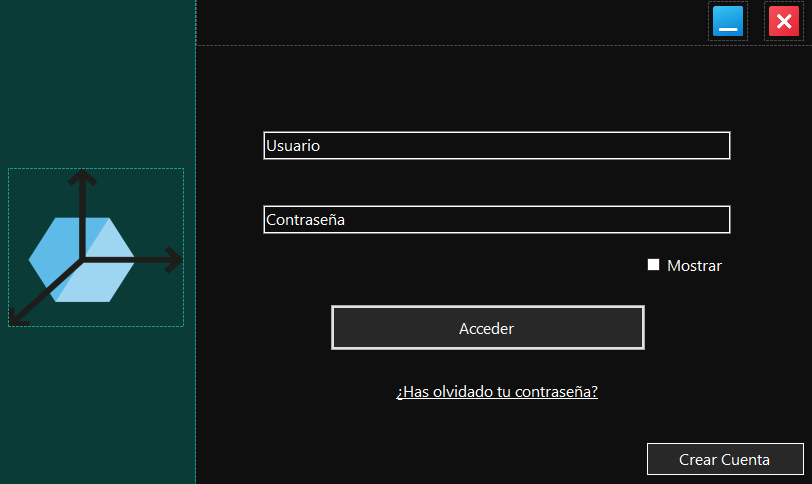 Usuario
Contraseña
Mostrar
Acceder
¿Has olvidado tu contraseña?
Crear Cuenta